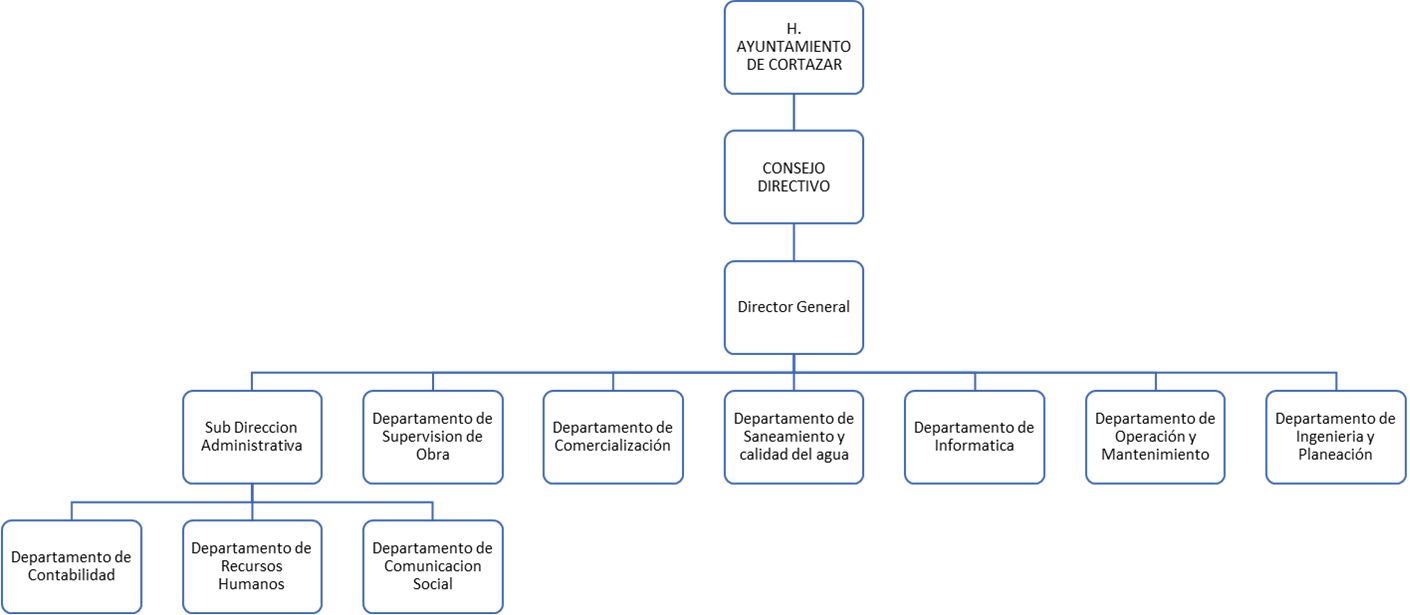 H.
AYUNTAMIENTO
DE CORTAZAR
CONSEJO
DIRECTIVO
Director General
Sub Direccion
Administrativa
Departamento de
Supervision de
Obra
Departamento de
Comercialización
Departamento de
Saneamiento y
calidad del agua
Departamento de
Informatica
Departamento de
Operación y
Mantenimiento
Departamento de
Ingenieria y
Planeación
Departamento de
Contabilidad
Departamento de
Recursos
Humanos
Departamento de
Comunicacion
Social